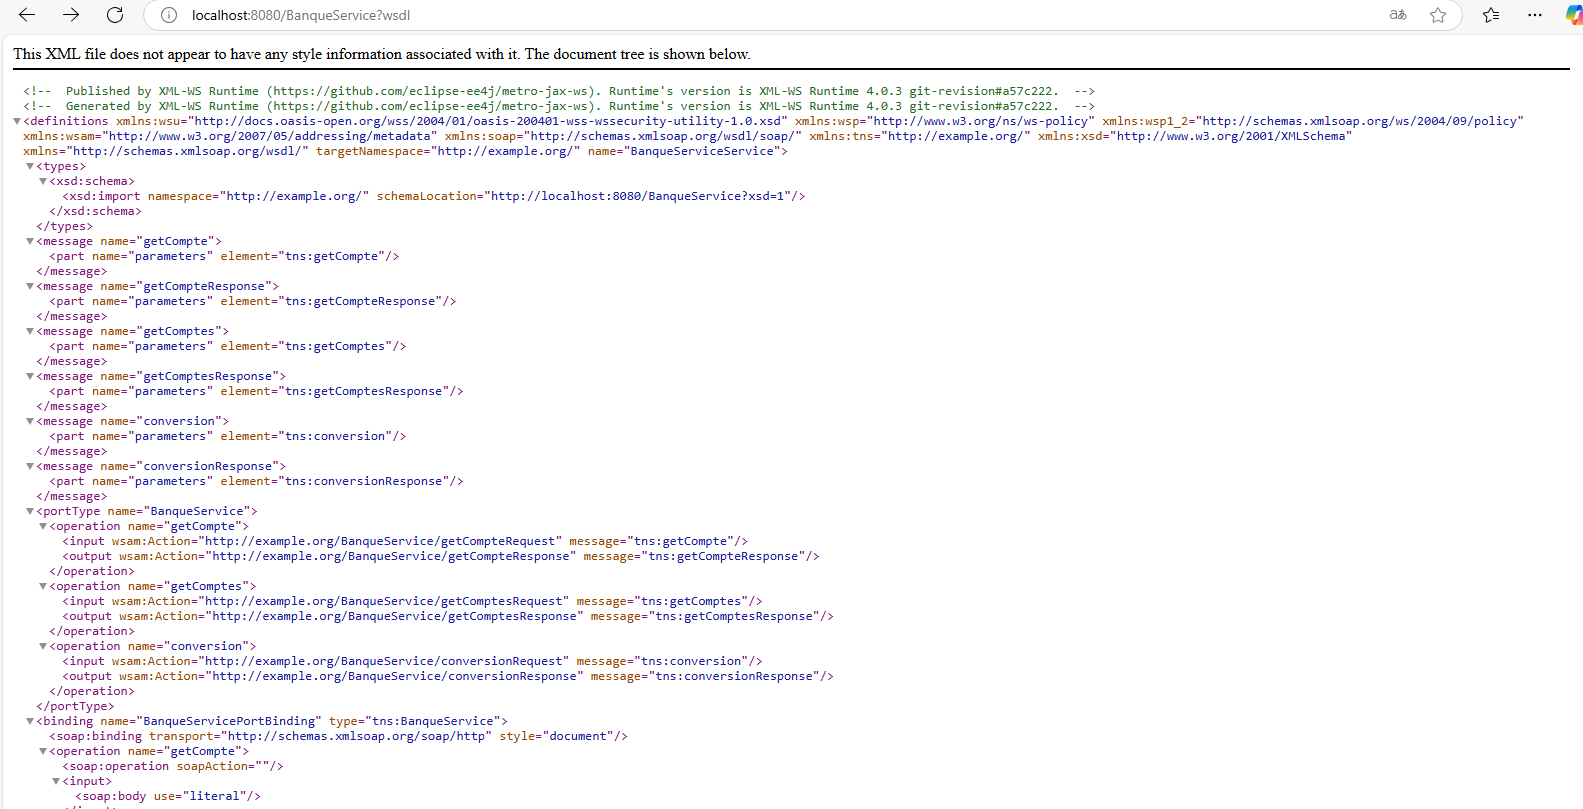 localhost:8080/BanqueService?wsdl
aあ
This XML file does not appear to have any style information associated with it. The document tree is shown below.
<!-- Published by XML-WS Runtime (https://github.com/eclipse-ee4j/metro-jax-ws). Runtime's version is XML-WS Runtime 4.0.3 git-revision#a57c222. -->
<!-- Generated by XML-WS Runtime (https://github.com/eclipse-ee4j/metro-jax-ws). Runtime's version is XML-WS Runtime 4.0.3 git-revision#a57c222. -->
<definitions xmlns:wsu="http://docs.oasis-open.org/wss/2004/01/oasis-200401-wss-wssecurity-utility-1.0.xsd" xmlns:wsp="http://www.w3.org/ns/ws-policy" xmlns:wsp1_2="http://schemas.xmlsoap.org/ws/2004/09/policy"
xmlns:wsam="http://www.w3.org/2007/05/addressing/metadata" xmlns:soap="http://schemas.xmlsoap.org/wsdl/soap/" xmlns:tns="http://example.org/" xmlns:xsd="http://www.w3.org/2001/XMLSchema"
xmlns="http://schemas.xmlsoap.org/wsdl/" targetNamespace="http://example.org/" name="BanqueServiceService">
<types>
<xsd:schema>
<xsd:import namespace="http://example.org/" schemaLocation="http://localhost:8080/BanqueService?xsd=1"/>
</xsd:schema>
</types>
<message name="getCompte">
<part name="parameters" element="tns:getCompte"/>
</message>
<message name="getCompteResponse">
<part name="parameters" element="tns:getCompteResponse"/>
</message>
<message name="getComptes">
<part name="parameters" element="tns:getComptes"/>
</message>
<message name="getComptesResponse">
<part name="parameters" element="tns:getComptesResponse"/>
</message>
<message name="conversion">
<part name="parameters" element="tns:conversion"/>
</message>
<message name="conversionResponse">
<part name="parameters" element="tns:conversionResponse"/>
</message>
<portType name="BanqueService">
<operation name="getCompte">
<input wsam:Action="http://example.org/BanqueService/getCompteRequest" message="tns:getCompte"/>
<output wsam:Action="http://example.org/BanqueService/getCompteResponse" message="tns:getCompteResponse"/>
</operation>
<operation name="getComptes">
<input wsam:Action="http://example.org/BanqueService/getComptesRequest" message="tns:getComptes"/>
<output wsam:Action="http://example.org/BanqueService/getComptesResponse" message="tns:getComptesResponse"/>
</operation>
<operation name="conversion">
<input wsam:Action="http://example.org/BanqueService/conversionRequest" message="tns:conversion"/>
<output wsam:Action="http://example.org/BanqueService/conversionResponse" message="tns:conversionResponse"/>
</operation>
</portType>
<binding name="BanqueServicePortBinding" type="tns:BanqueService">
<soap:binding transport="http://schemas.xmlsoap.org/soap/http" style="document"/>
<operation name="getCompte">
<soap:operation soapAction=""/>
<input>
<soap:body use="literal"/>